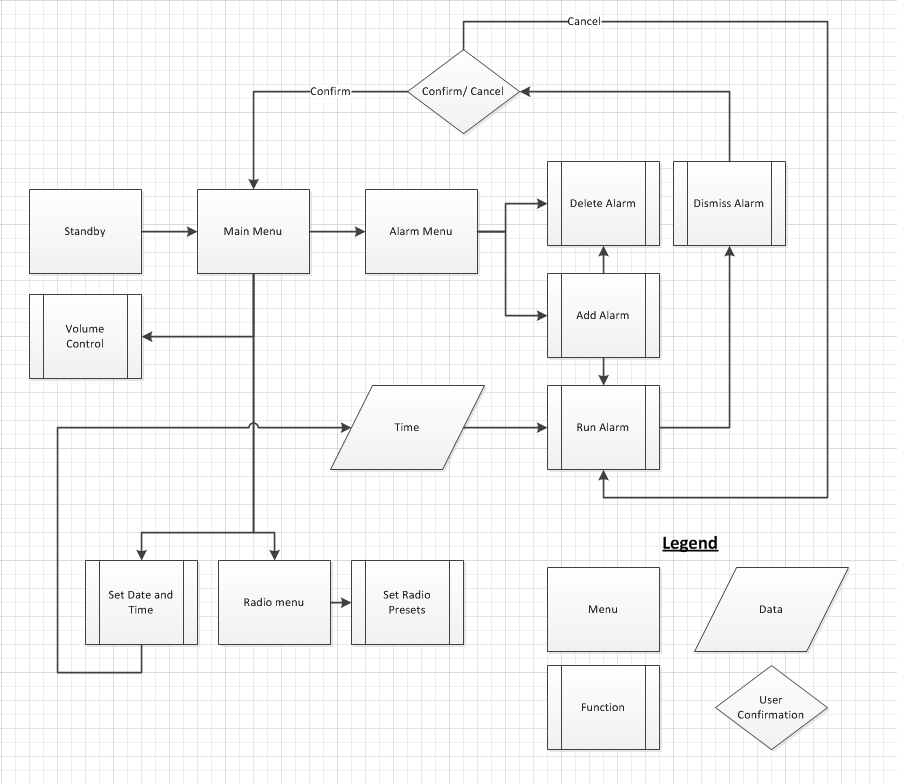 Cancel
Confirm
Confirm/ Cancel
Standby
Main Menu
Alarm Menu
Delete Alarm
Dismiss Alarm
Volume
Control
Add Alarm
Time
Run Alarm
Set Date and
Time
Radio menu
Set Radio
Presets
Legend
Menu
Data
Function
User
Confirmation